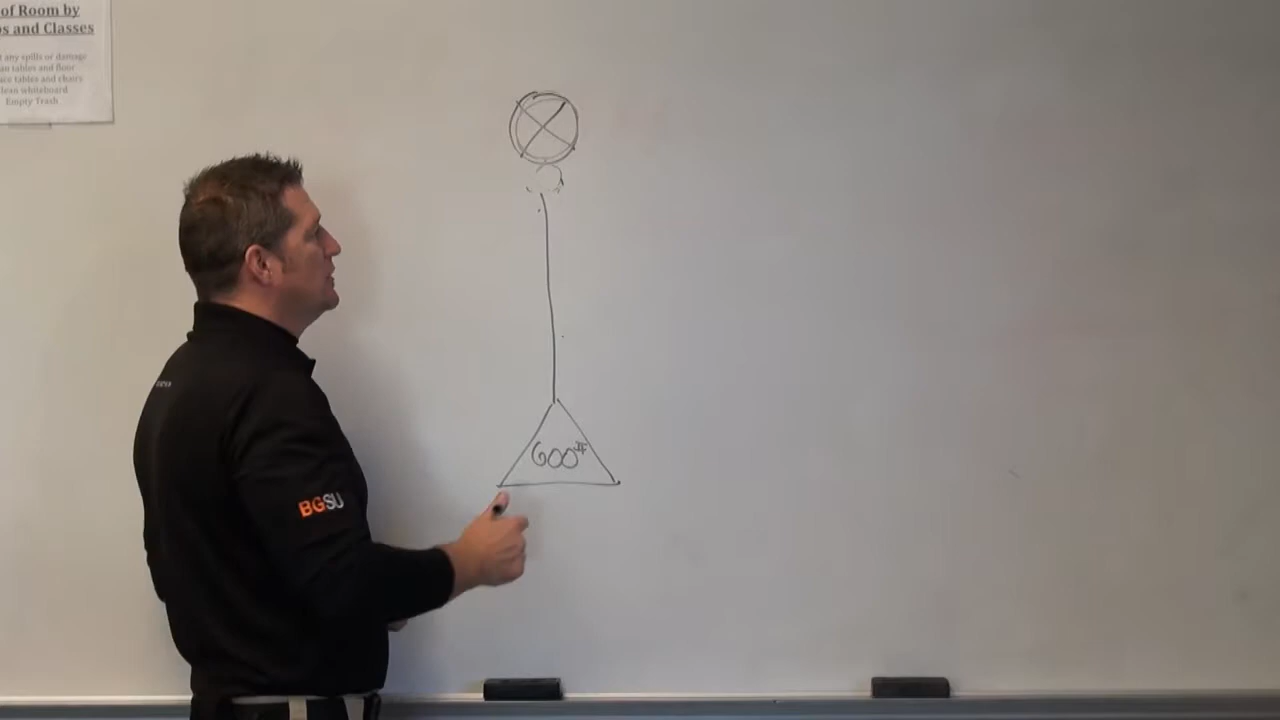 of Room by
and Classes
any spills or damage
tables and floor
tables and chairs
whiteboard
Empty Trash
600#
BGSU